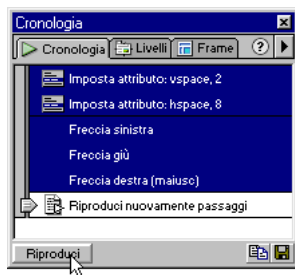 Cronologia
Cronologia Livelli Frame ?
Imposta attributo: vspace, 2
Imposta attributo: hspace, 8
Freccia sinistra
Freccia giù
Freccia destra (maiusc)
Riproduci nuovamente passaggi
Riproduci